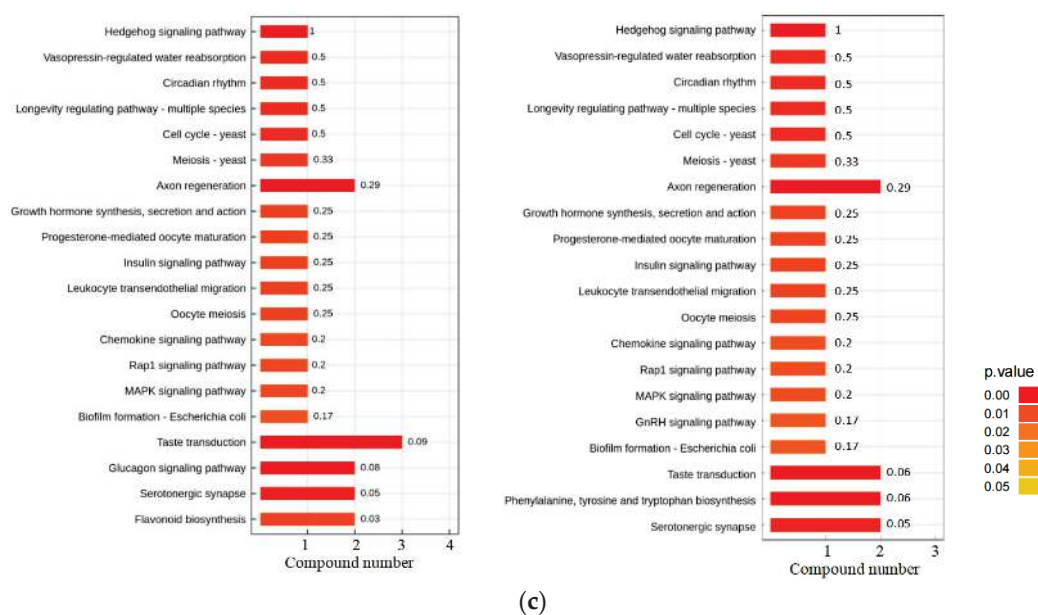 Hedgehog signaling pathway 1
Vasopressin-regulated water reabsorption 0.5
Circadian rhythm 0.5
Longevity regulating pathway - multiple species 0.5
Cell cycle - yeast 0.5
Meiosis - yeast 0.33
Axon regeneration 0.29
Growth hormone synthesis, secretion and action 0.25
Progesterone-mediated oocyte maturation 0.25
Insulin signaling pathway 0.25
Leukocyte transendothelial migration 0.25
Oocyte meiosis 0.25
Chemokine signaling pathway 0.2
Rap1 signaling pathway 0.2
MAPK signaling pathway 0.2
Biofilm formation - Escherichia coli 0.17
Taste transduction 0.09
Glucagon signaling pathway 0.08
Serotonergic synapse 0.05
Flavonoid biosynthesis 0.03
1 2 3 4
Compound number
Hedgehog signaling pathway 1
Vasopressin-regulated water reabsorption 0.5
Circadian rhythm 0.5
Longevity regulating pathway - multiple species 0.5
Cell cycle - yeast 0.5
Meiosis - yeast 0.33
Axon regeneration 0.29
Growth hormone synthesis, secretion and action 0.25
Progesterone-mediated oocyte maturation 0.25
Insulin signaling pathway 0.25
Leukocyte transendothelial migration 0.25
Oocyte meiosis 0.25
Chemokine signaling pathway 0.2
Rap1 signaling pathway 0.2
MAPK signaling pathway 0.2
GnRH signaling pathway 0.17
Biofilm formation - Escherichia coli 0.17
Taste transduction 0.06
Phenylalanine, tyrosine and tryptophan biosynthesis 0.06
Serotonergic synapse 0.05
1 2 3
Compound number
p.value
0.00
0.01
0.02
0.03
0.04
0.05
(c)